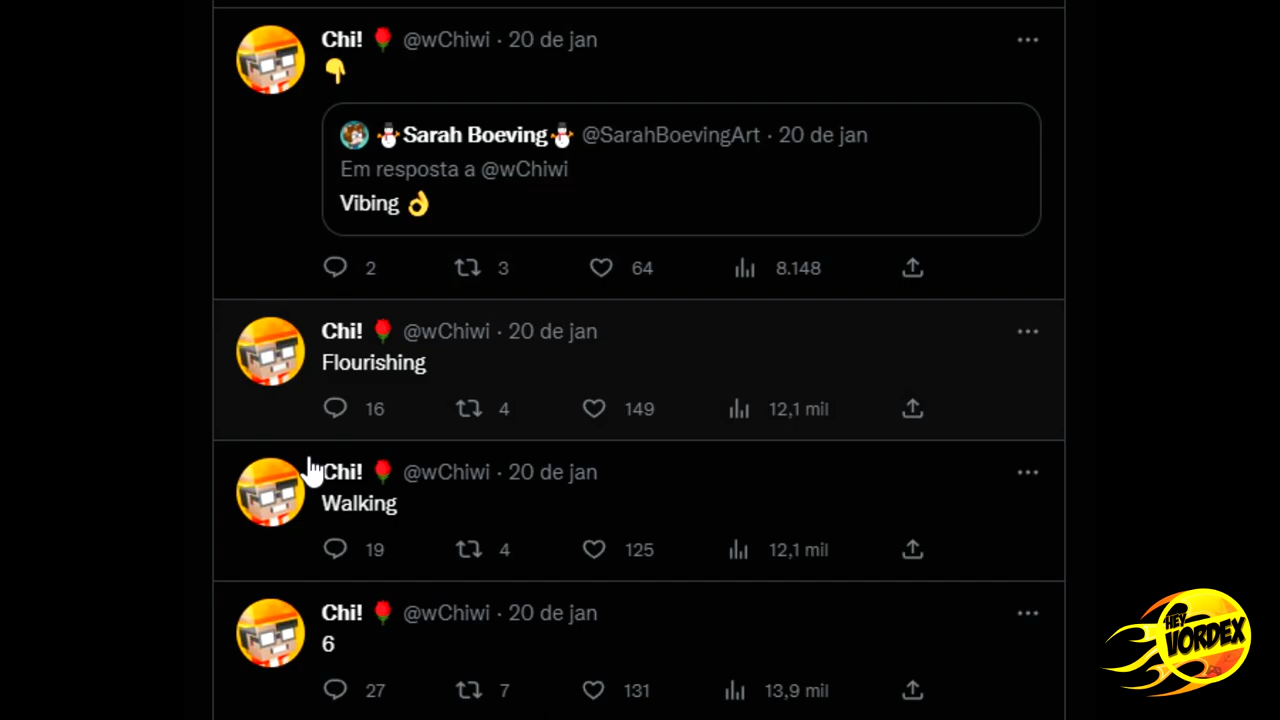 Chi! 🌹 @wChiwi · 20 de jan
👇
⛄Sarah Boeving⛄ @SarahBoevingArt · 20 de jan
Em resposta a @wChiwi
Vibing 👌
2 3 64 8.148
Chi! 🌹 @wChiwi · 20 de jan
Flourishing
16 4 149 12,1 mil
Chi! 🌹 @wChiwi · 20 de jan
Walking
19 4 125 12,1 mil
Chi! 🌹 @wChiwi · 20 de jan
6
27 7 131 13,9 mil
HEY
VORDEX